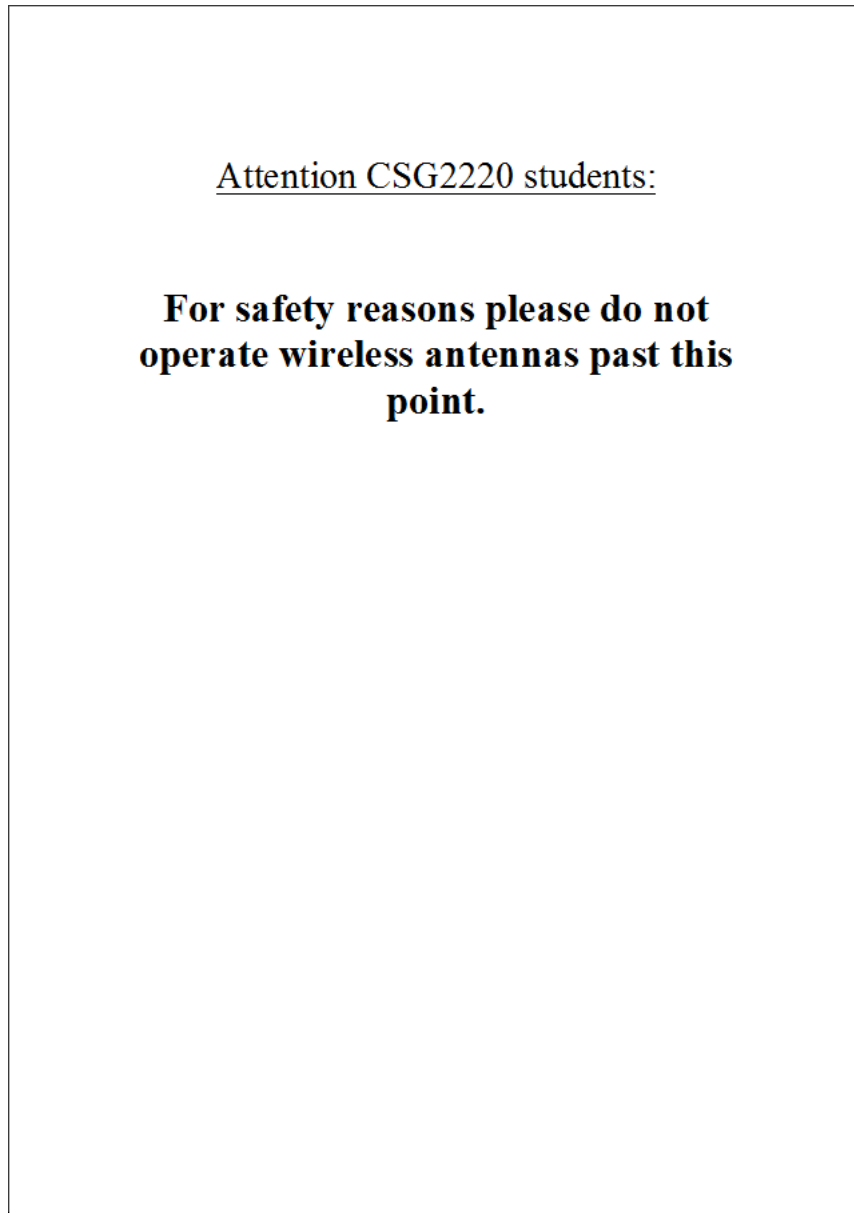 Attention CSG2220 students:
For safety reasons please do not
operate wireless antennas past this
point.